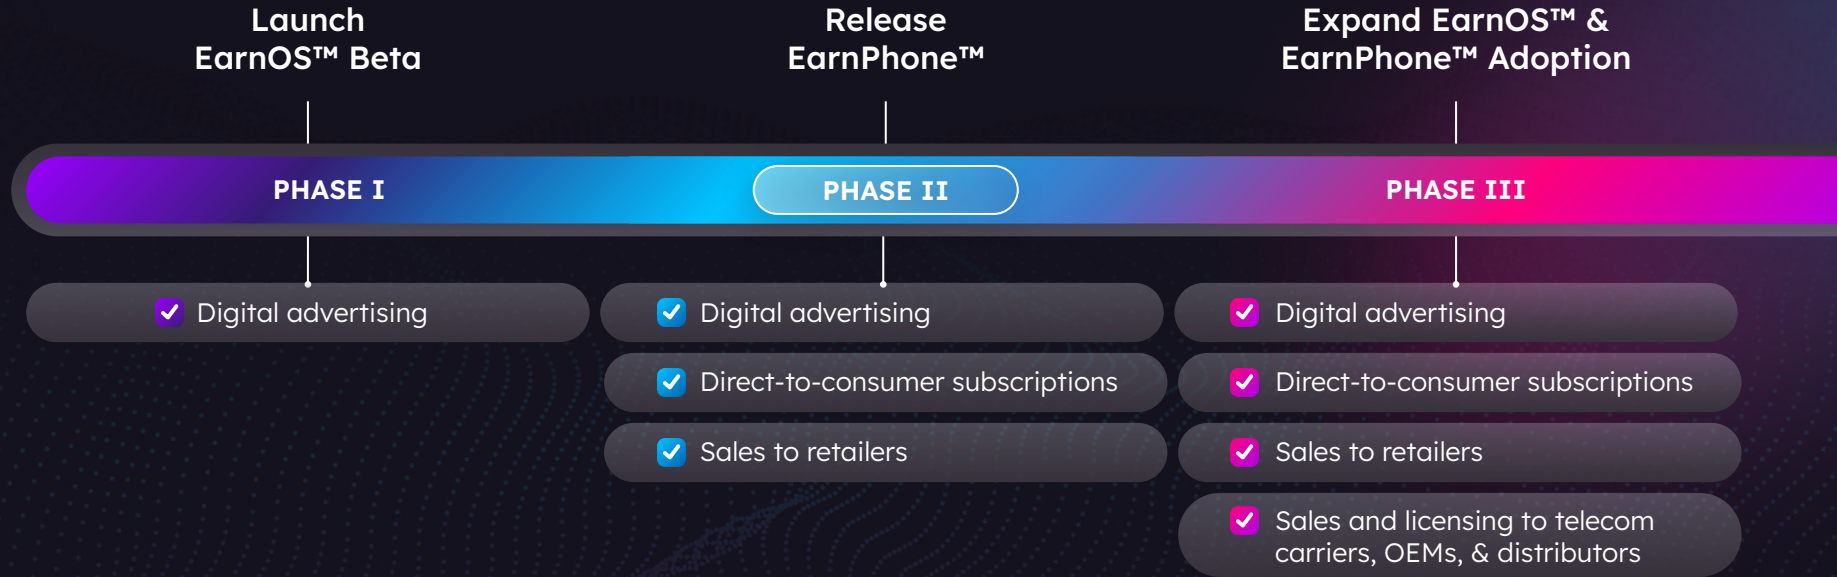 Launch
EarnOS™ Beta
Release
EarnPhone™
Expand EarnOS™ &
EarnPhone™ Adoption
PHASE I
PHASE II
PHASE III
Digital advertising
Digital advertising
Direct-to-consumer subscriptions
Sales to retailers
Digital advertising
Direct-to-consumer subscriptions
Sales to retailers
Sales and licensing to telecom
carriers, OEMs, & distributors